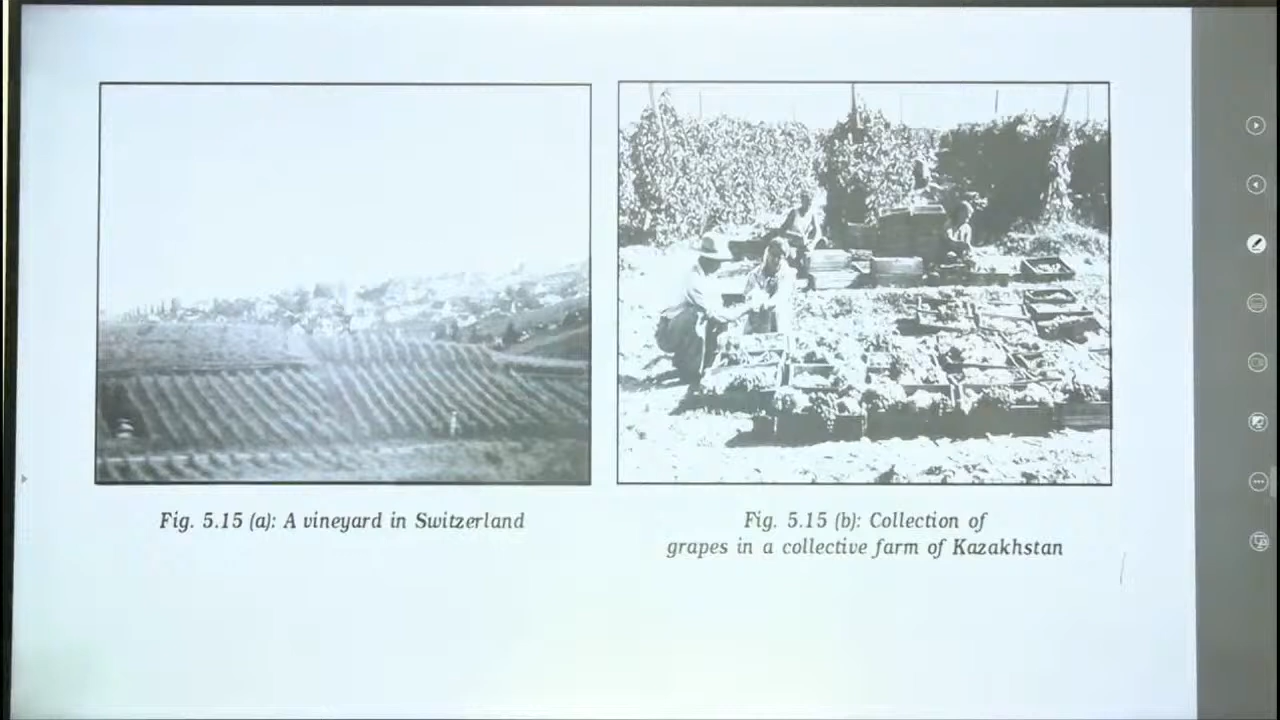 Fig. 5.15 (a): A vineyard in Switzerland
Fig. 5.15 (b): Collection of
grapes in a collective farm of Kazakhstan